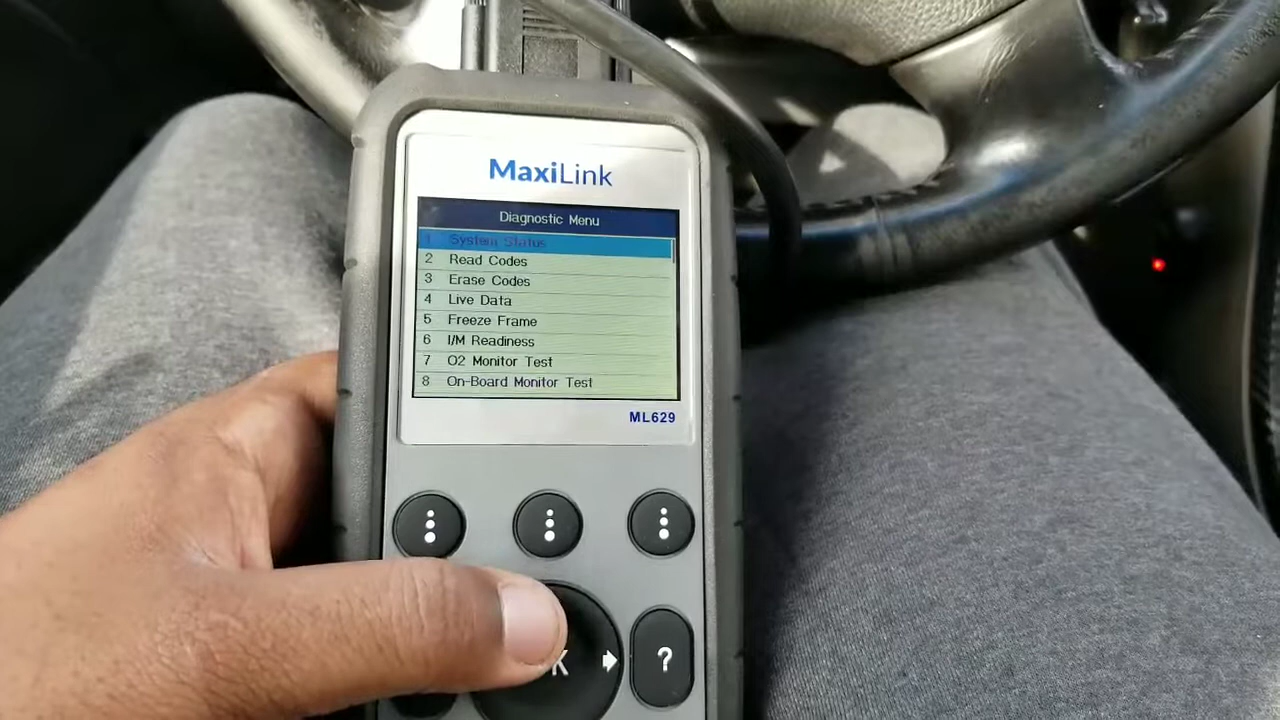 MaxiLink
Diagnostic Menu
1 System Status
2 Read Codes
3 Erase Codes
4 Live Data
5 Freeze Frame
6 I/M Readiness
7 O2 Monitor Test
8 On-Board Monitor Test
ML629
K
?